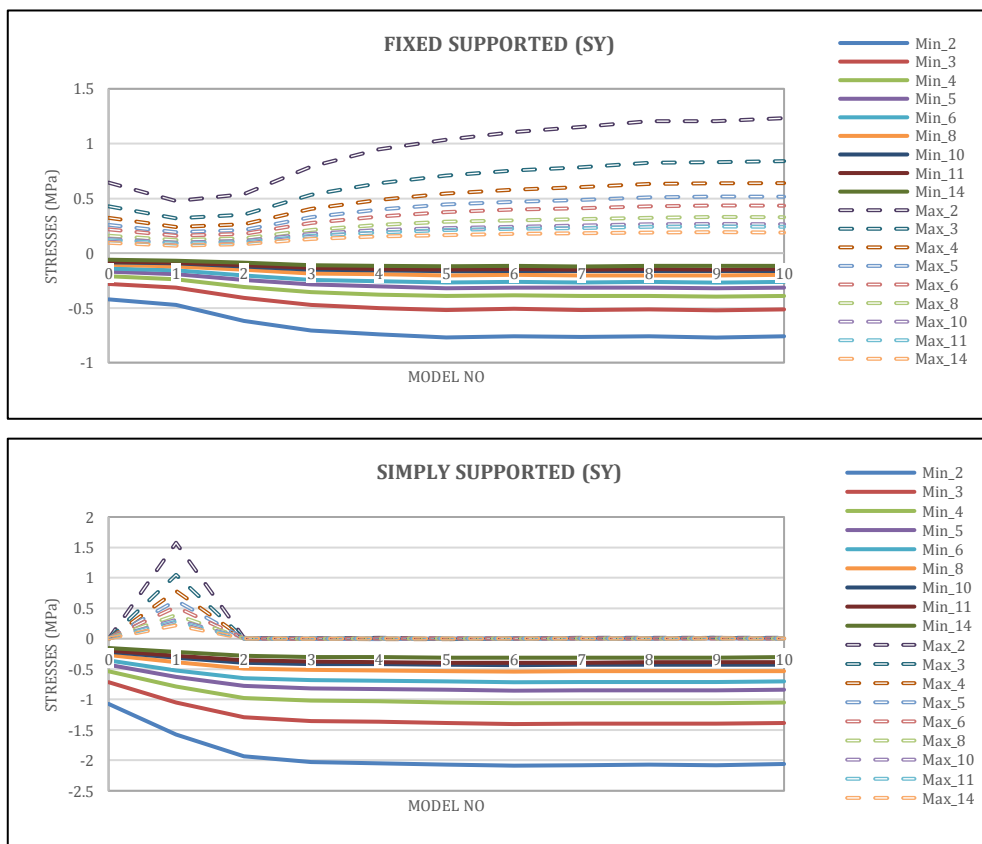 FIXED SUPPORTED (SY)
1.5
1
0.5
0
-0.5
-1
STRESSES (MPa)
0 1 2 3 4 5 6 7 8 9 10
MODEL NO
Min_2
Min_3
Min_4
Min_5
Min_6
Min_8
Min_10
Min_11
Min_14
Max_2
Max_3
Max_4
Max_5
Max_6
Max_8
Max_10
Max_11
Max_14
SIMPLY SUPPORTED (SY)
2
1.5
1
0.5
0
-0.5
-1
-1.5
-2
-2.5
STRESSES (MPa)
0 1 2 3 4 5 6 7 8 9 10
MODEL NO
Min_2
Min_3
Min_4
Min_5
Min_6
Min_8
Min_10
Min_11
Min_14
Max_2
Max_3
Max_4
Max_5
Max_6
Max_8
Max_10
Max_11
Max_14